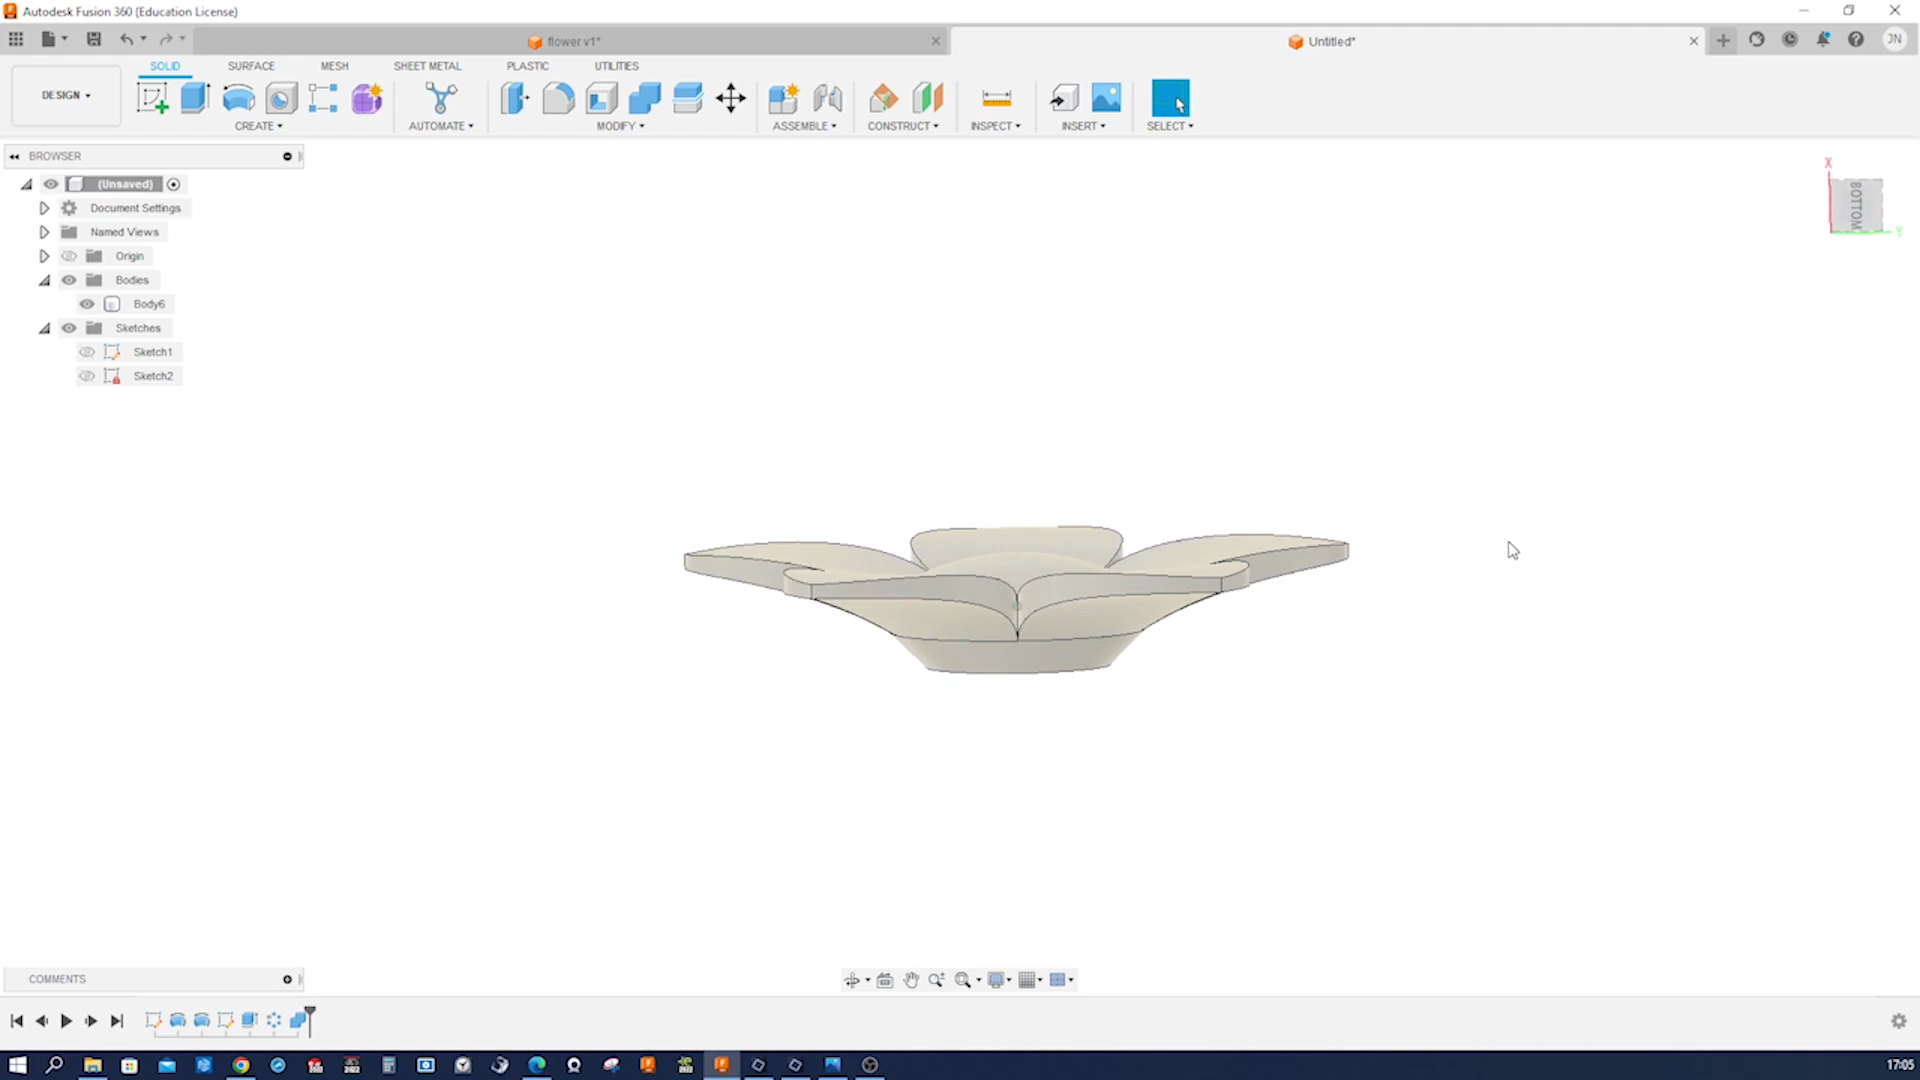 Autodesk Fusion 360 (Education License)
flower v1*
Untitled*
JN
DESIGN
SOLID
SURFACE
MESH
SHEET METAL
PLASTIC
UTILITIES
CREATE
AUTOMATE
MODIFY
ASSEMBLE
CONSTRUCT
INSPECT
INSERT
SELECT
BROWSER
(Unsaved)
Document Settings
Named Views
Origin
Bodies
Body6
Sketches
Sketch1
Sketch2
X
BOTTOM
Y
COMMENTS
17:05